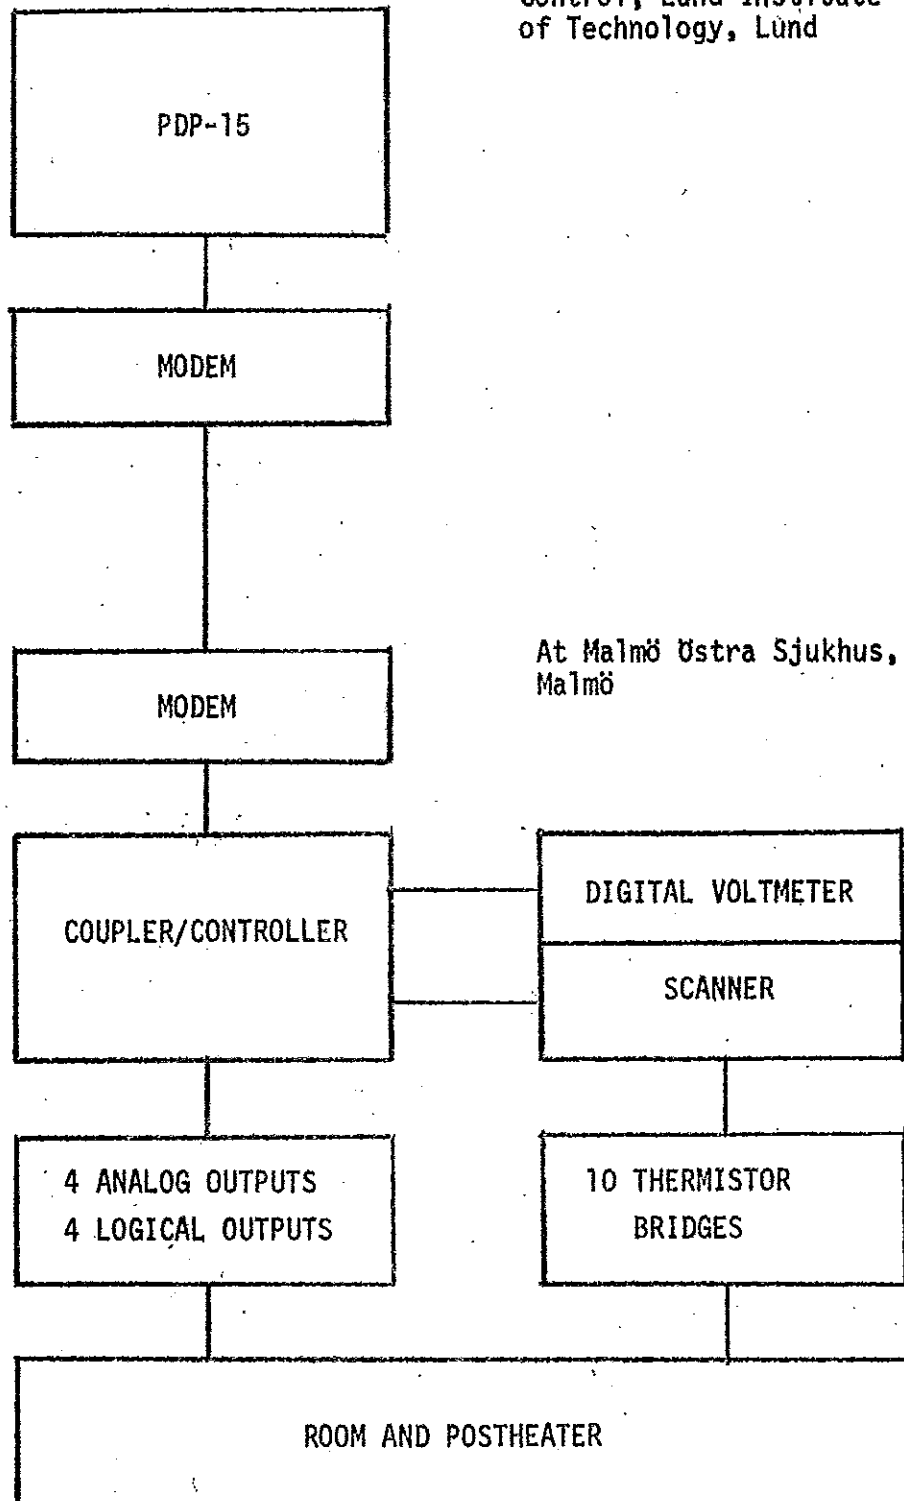 Control, Lund Institute
of Technology, Lund
PDP-15
MODEM
At Malmö Östra Sjukhus,
Malmö
MODEM
COUPLER/CONTROLLER
DIGITAL VOLTMETER
SCANNER
4 ANALOG OUTPUTS
4 LOGICAL OUTPUTS
10 THERMISTOR
BRIDGES
ROOM AND POSTHEATER